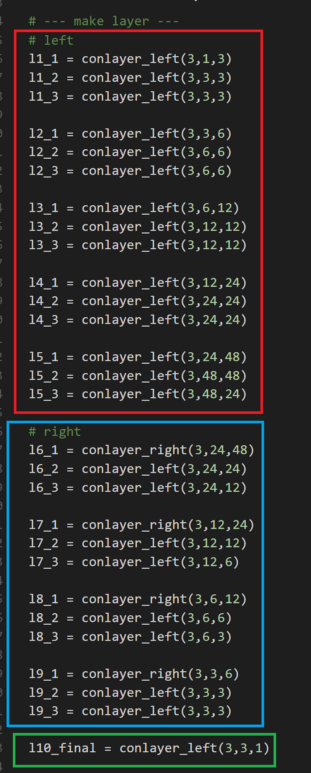 # --- make layer ---
# left
l1_1 = conlayer_left(3,1,3)
l1_2 = conlayer_left(3,3,3)
l1_3 = conlayer_left(3,3,3)
l2_1 = conlayer_left(3,3,6)
l2_2 = conlayer_left(3,6,6)
l2_3 = conlayer_left(3,6,6)
l3_1 = conlayer_left(3,6,12)
l3_2 = conlayer_left(3,12,12)
l3_3 = conlayer_left(3,12,12)
l4_1 = conlayer_left(3,12,24)
l4_2 = conlayer_left(3,24,24)
l4_3 = conlayer_left(3,24,24)
l5_1 = conlayer_left(3,24,48)
l5_2 = conlayer_left(3,48,48)
l5_3 = conlayer_left(3,48,24)
# right
l6_1 = conlayer_right(3,24,48)
l6_2 = conlayer_left(3,24,24)
l6_3 = conlayer_left(3,24,12)
l7_1 = conlayer_right(3,12,24)
l7_2 = conlayer_left(3,12,12)
l7_3 = conlayer_left(3,12,6)
l8_1 = conlayer_right(3,6,12)
l8_2 = conlayer_left(3,6,6)
l8_3 = conlayer_left(3,6,3)
l9_1 = conlayer_right(3,3,6)
l9_2 = conlayer_left(3,3,3)
l9_3 = conlayer_left(3,3,3)
l10_final = conlayer_left(3,3,1)